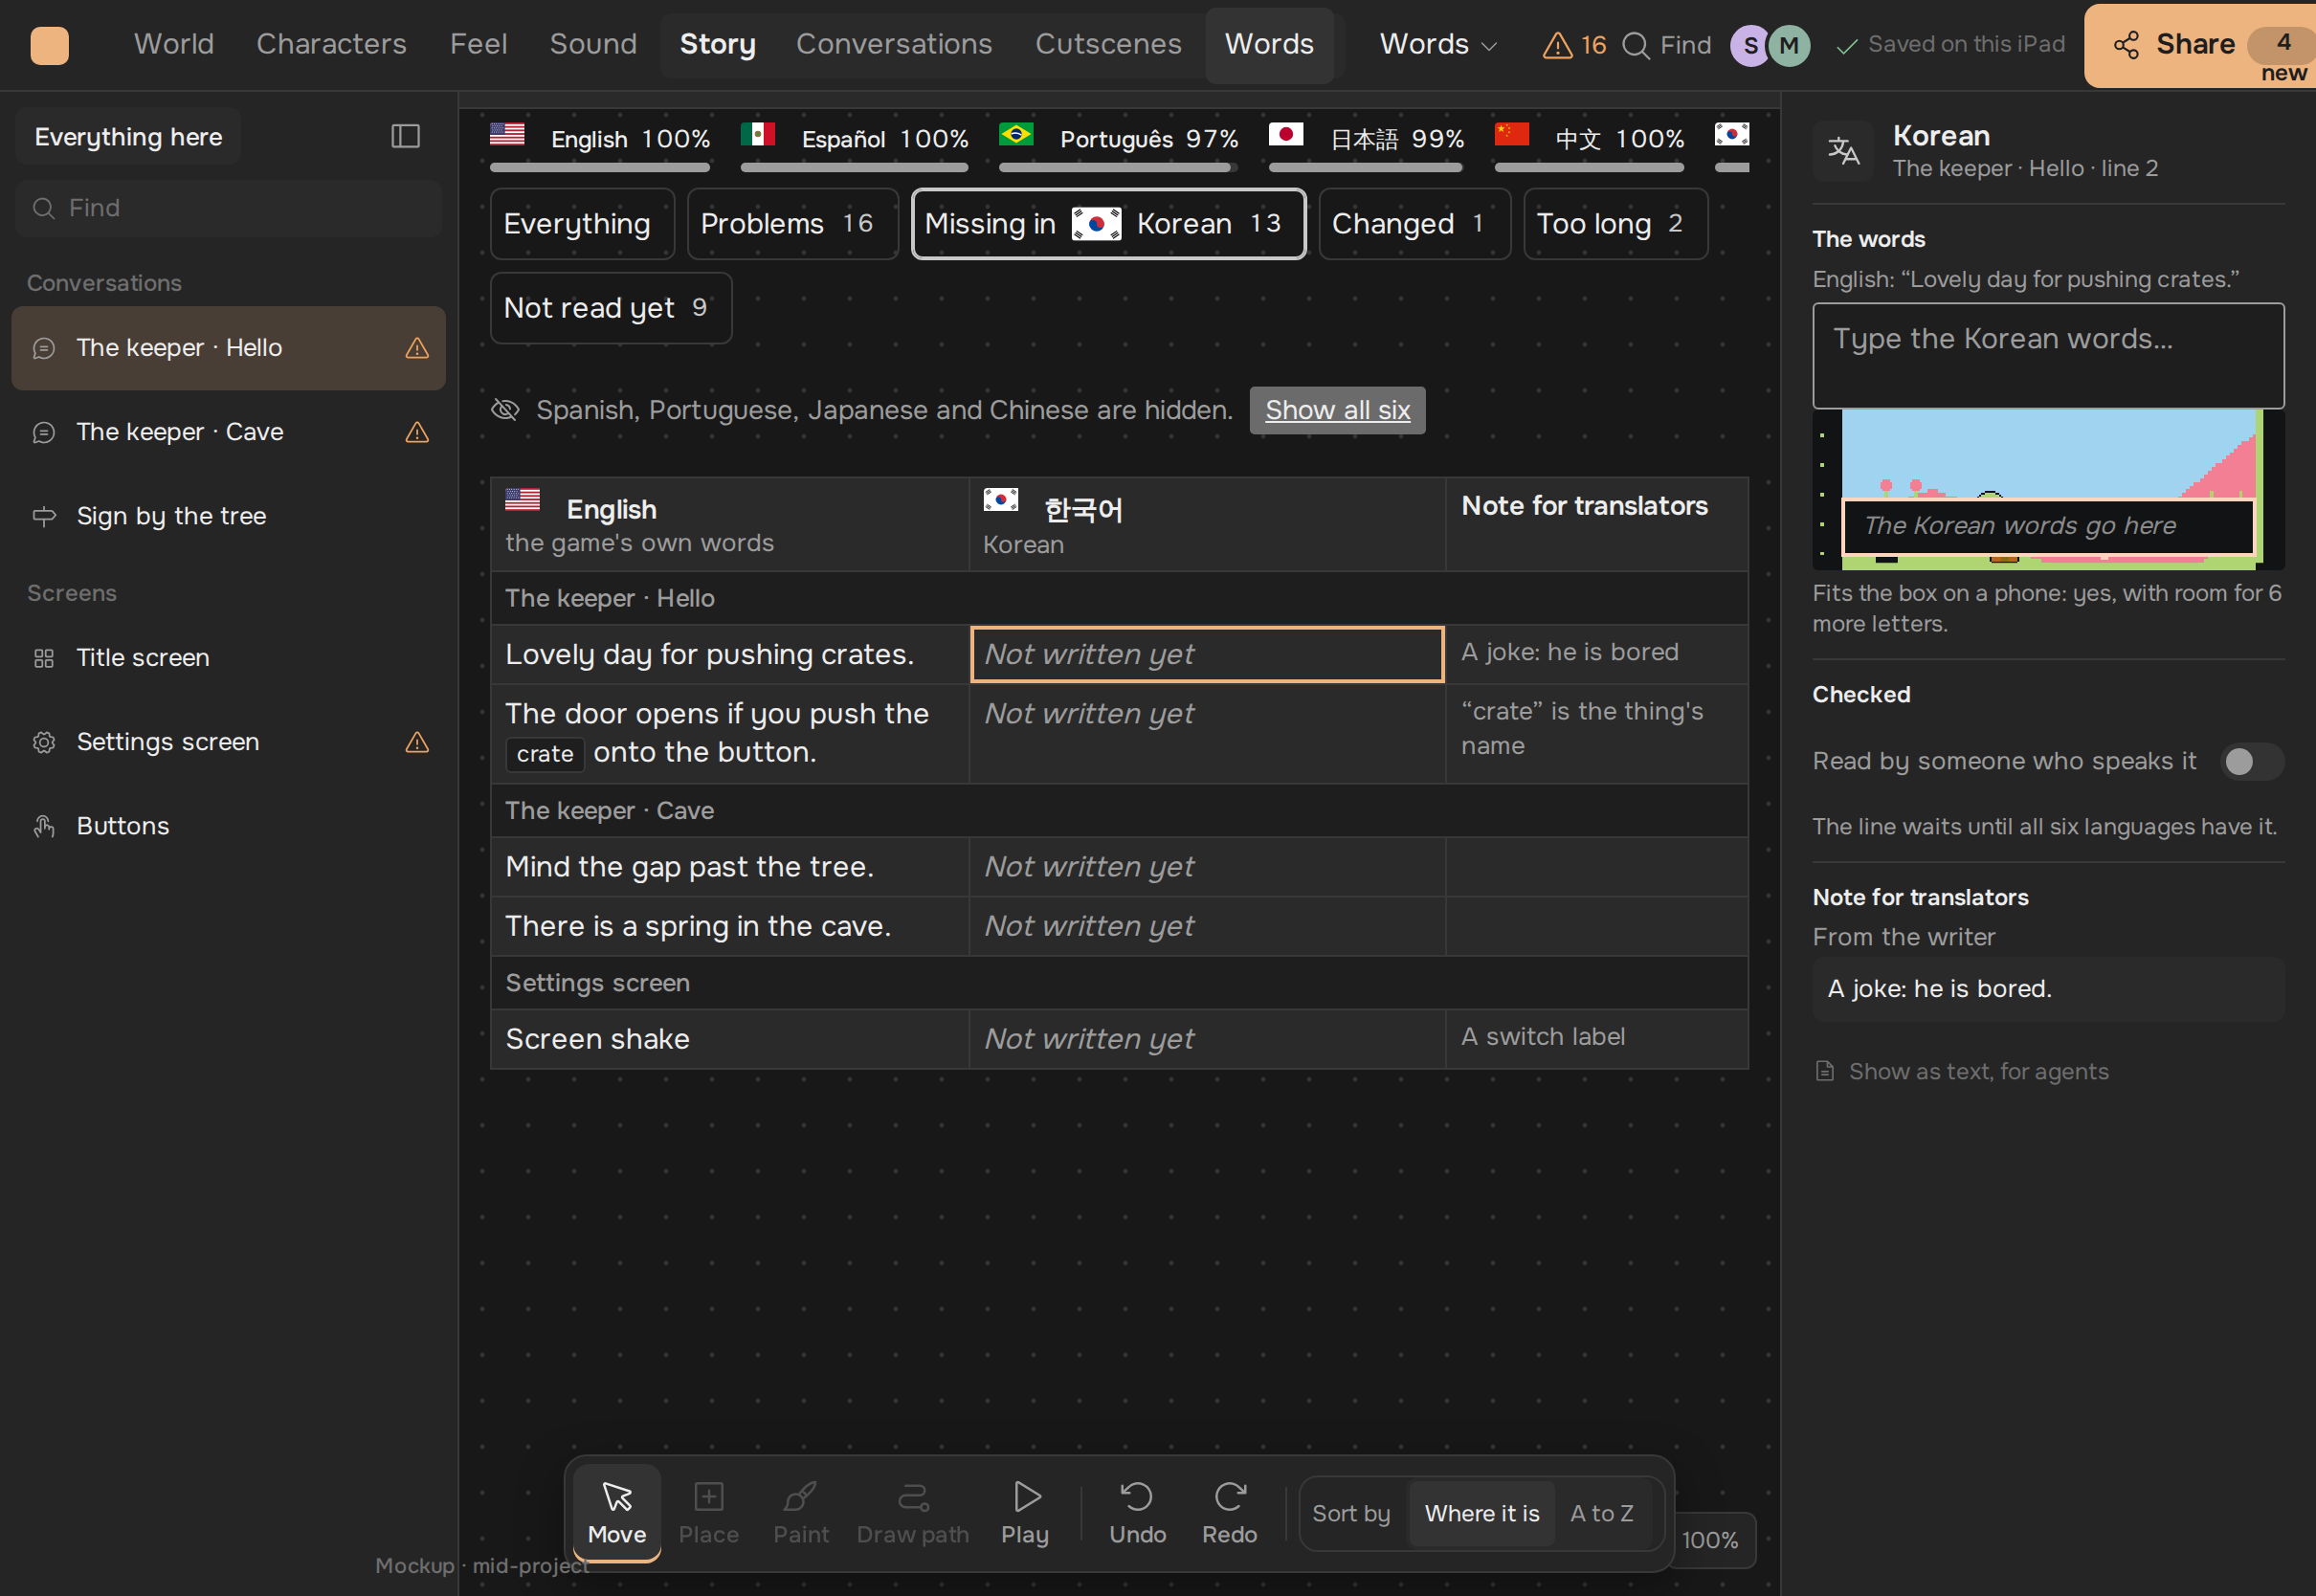 World Characters Feel Sound Story Conversations Cutscenes Words Words 16 Find S M Saved on this iPad Share 4 new
Everything here
Find
Conversations
The keeper · Hello
The keeper · Cave
Sign by the tree
Screens
Title screen
Settings screen
Buttons
English 100% Español 100% Português 97% 日本語 99% 中文 100%
Everything Problems 16 Missing in Korean 13 Changed 1 Too long 2
Not read yet 9
Spanish, Portuguese, Japanese and Chinese are hidden. Show all six
English 한국어 Note for translators
the game's own words Korean
The keeper · Hello
Lovely day for pushing crates. Not written yet A joke: he is bored
The door opens if you push the Not written yet “crate” is the thing's
crate onto the button. name
The keeper · Cave
Mind the gap past the tree. Not written yet
There is a spring in the cave. Not written yet
Settings screen
Screen shake Not written yet A switch label
Move Place Paint Draw path Play Undo Redo Sort by Where it is A to Z 100%
Mockup · mid-project
Korean
The keeper · Hello · line 2
The words
English: “Lovely day for pushing crates.”
Type the Korean words...
The Korean words go here
Fits the box on a phone: yes, with room for 6
more letters.
Checked
Read by someone who speaks it
The line waits until all six languages have it.
Note for translators
From the writer
A joke: he is bored.
Show as text, for agents